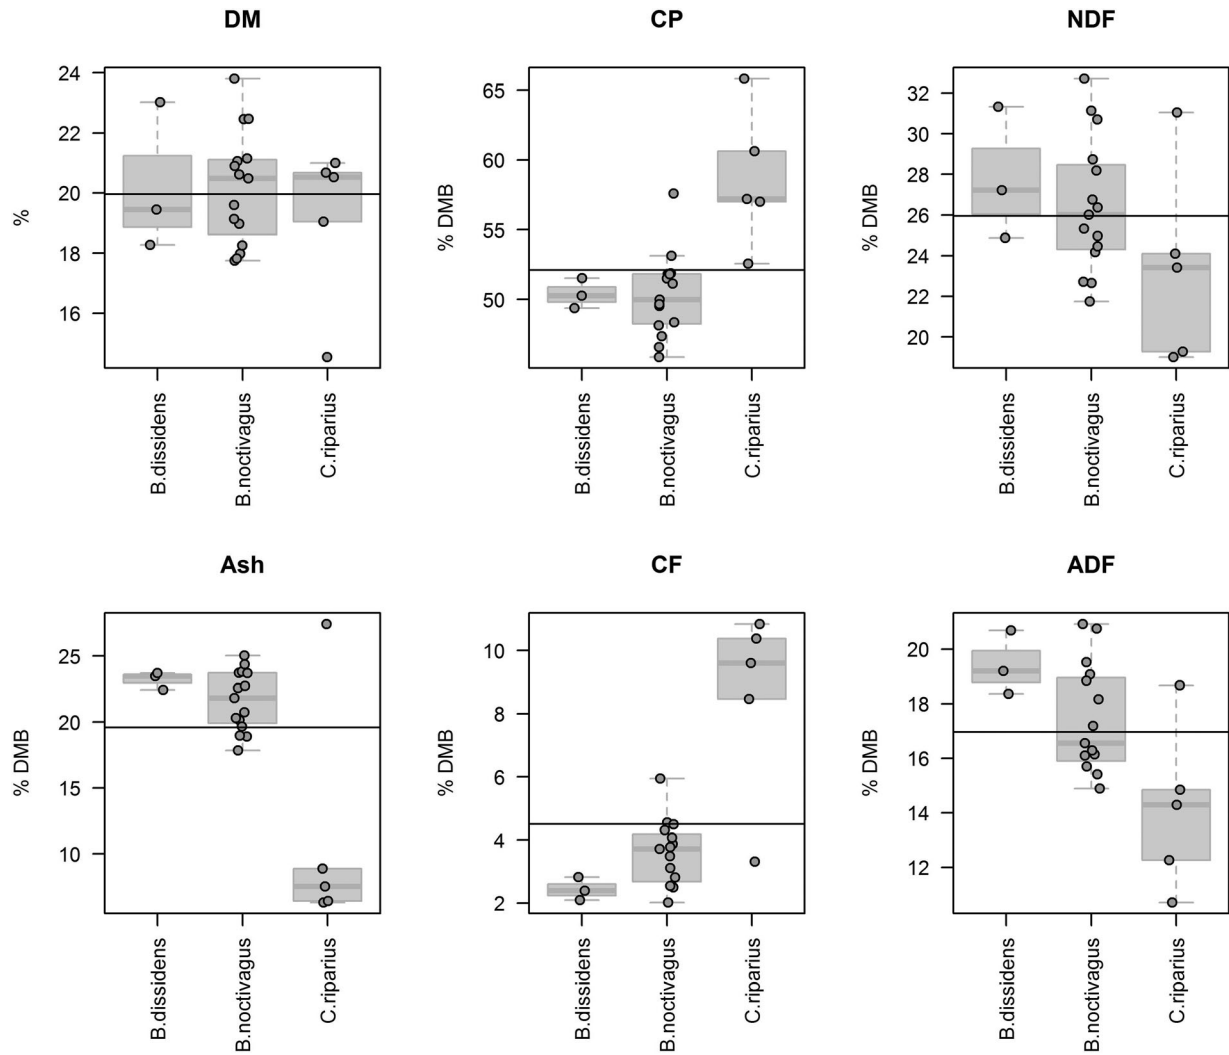 DM
CP
NDF
24
22
20
18
16
%
65
60
55
50
% DMB
32
30
28
26
24
22
20
% DMB
B.dissidens
B.noctivagus
C.riparius
B.dissidens
B.noctivagus
C.riparius
B.dissidens
B.noctivagus
C.riparius
Ash
CF
ADF
25
20
15
10
% DMB
10
8
6
4
2
% DMB
20
18
16
14
12
% DMB
B.dissidens
B.noctivagus
C.riparius
B.dissidens
B.noctivagus
C.riparius
B.dissidens
B.noctivagus
C.riparius